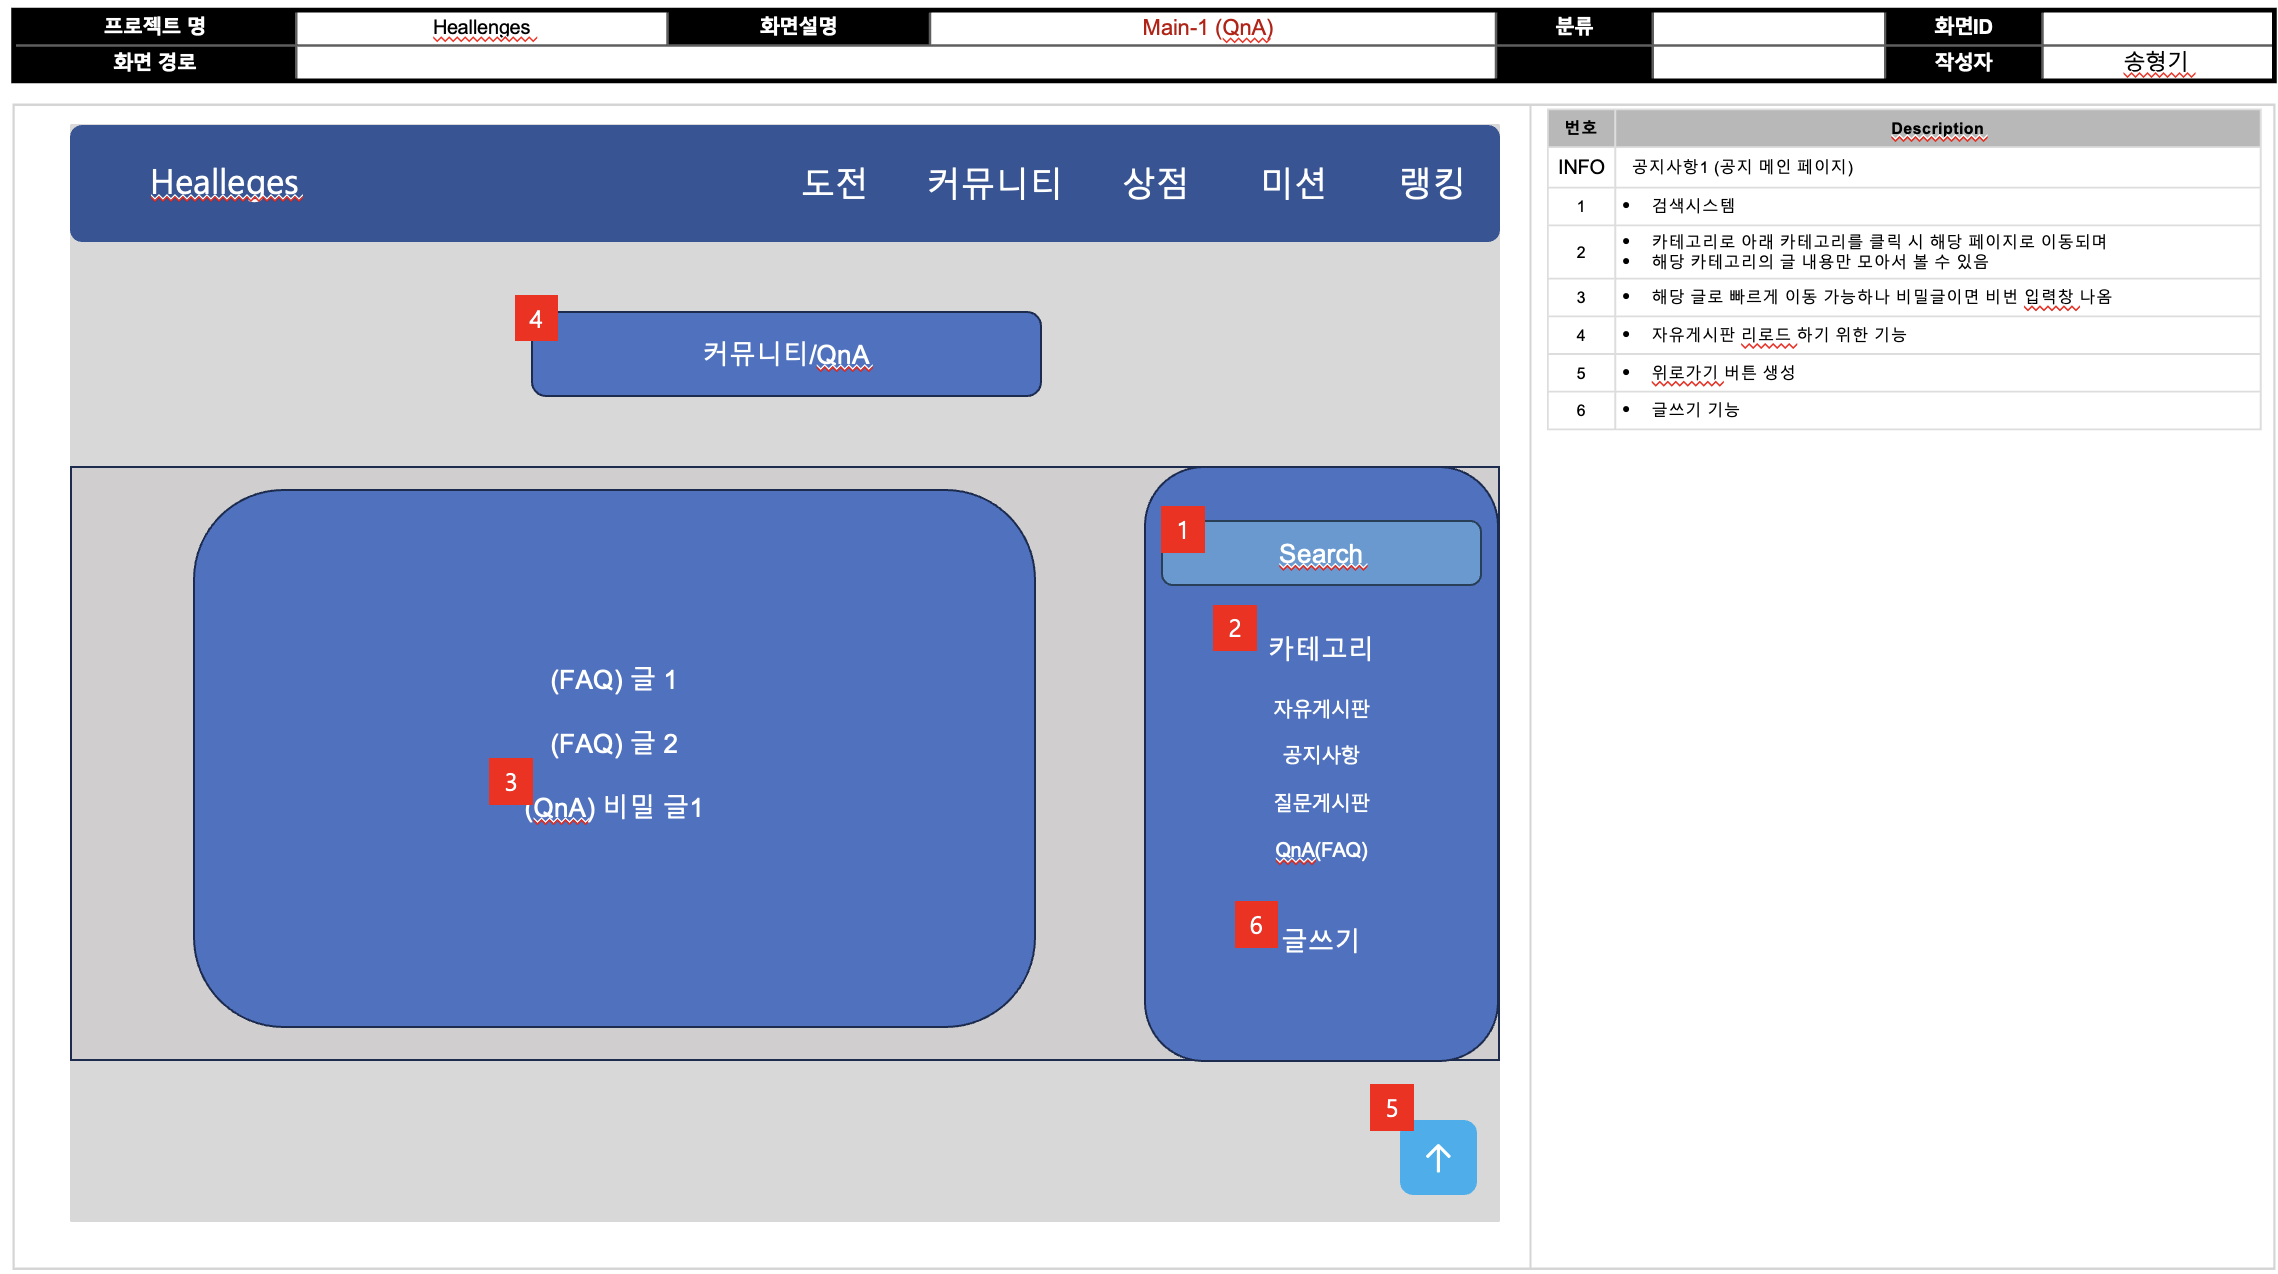 프로젝트 명 Heallenges 화면설명 Main-1 (QnA) 분류 화면ID
화면 경로 작성자 송형기
Healleges 도전 커뮤니티 상점 미션 랭킹
4
커뮤니티/QnA
(FAQ) 글 1
(FAQ) 글 2
3
(QnA) 비밀 글1
1
Search
2
카테고리
자유게시판
공지사항
질문게시판
QnA(FAQ)
6
글쓰기
5
번호 Description
INFO 공지사항1 (공지 메인 페이지)
1 • 검색시스템
2 • 카테고리로 아래 카테고리를 클릭 시 해당 페이지로 이동되며
• 해당 카테고리의 글 내용만 모아서 볼 수 있음
3 • 해당 글로 빠르게 이동 가능하나 비밀글이면 비번 입력창 나옴
4 • 자유게시판 리로드 하기 위한 기능
5 • 위로가기 버튼 생성
6 • 글쓰기 기능